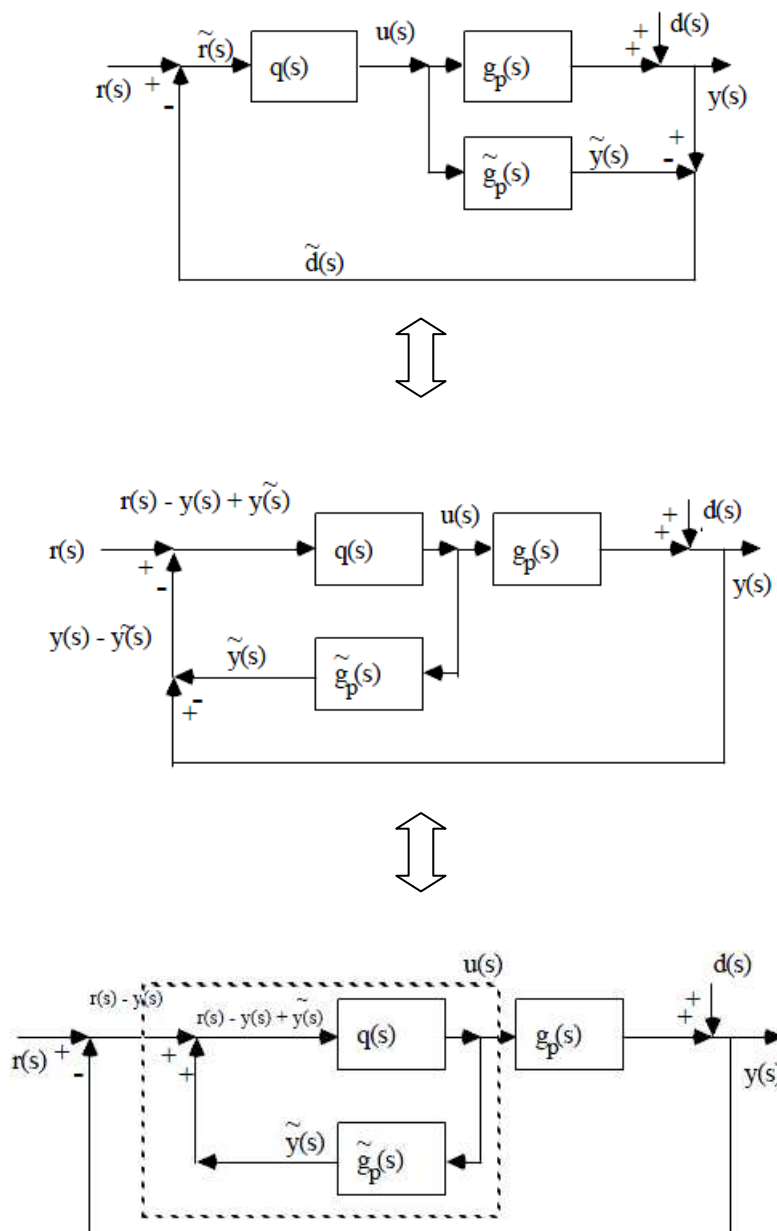 r̃(s)
u(s)
d(s)
+
+
r(s)
+
-
q(s)
g_p(s)
y(s)
+
-
g̃_p(s)
ỹ(s)
d̃(s)
r(s) - y(s) + ỹ(s)
u(s)
d(s)
+
+
r(s)
+
-
q(s)
g_p(s)
y(s)
y(s) - ỹ(s)
ỹ(s)
g̃_p(s)
+
-
u(s)
d(s)
r(s) - y(s)
r(s) - y(s) + ỹ(s)
+
+
r(s)
+
-
+
+
q(s)
g_p(s)
y(s)
ỹ(s)
g̃_p(s)